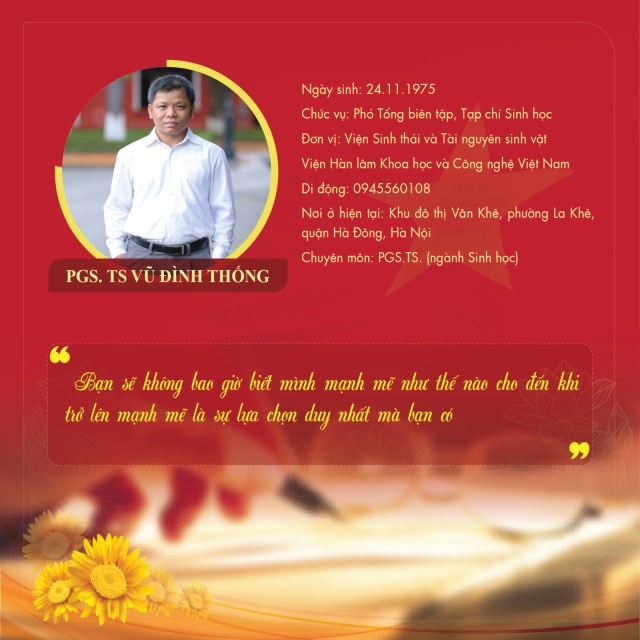 Ngày sinh: 24.11.1975
Chức vụ: Phó Tổng biên tập, Tạp chí Sinh học
Đơn vị: Viện Sinh thái và Tài nguyên sinh vật
Viện Hàn lâm Khoa học và Công nghệ Việt Nam
Di động: 0945560108
Nơi ở hiện tại: Khu đô thị Văn Khê, phường La Khê,
quận Hà Đông, Hà Nội
Chuyên môn: PGS.TS. (ngành Sinh học)
PGS. TS VŨ ĐÌNH THỐNG
❝ Bạn sẽ không bao giờ biết mình mạnh mẽ như thế nào cho đến khi
trở lên mạnh mẽ là sự lựa chọn duy nhất mà bạn có ❞